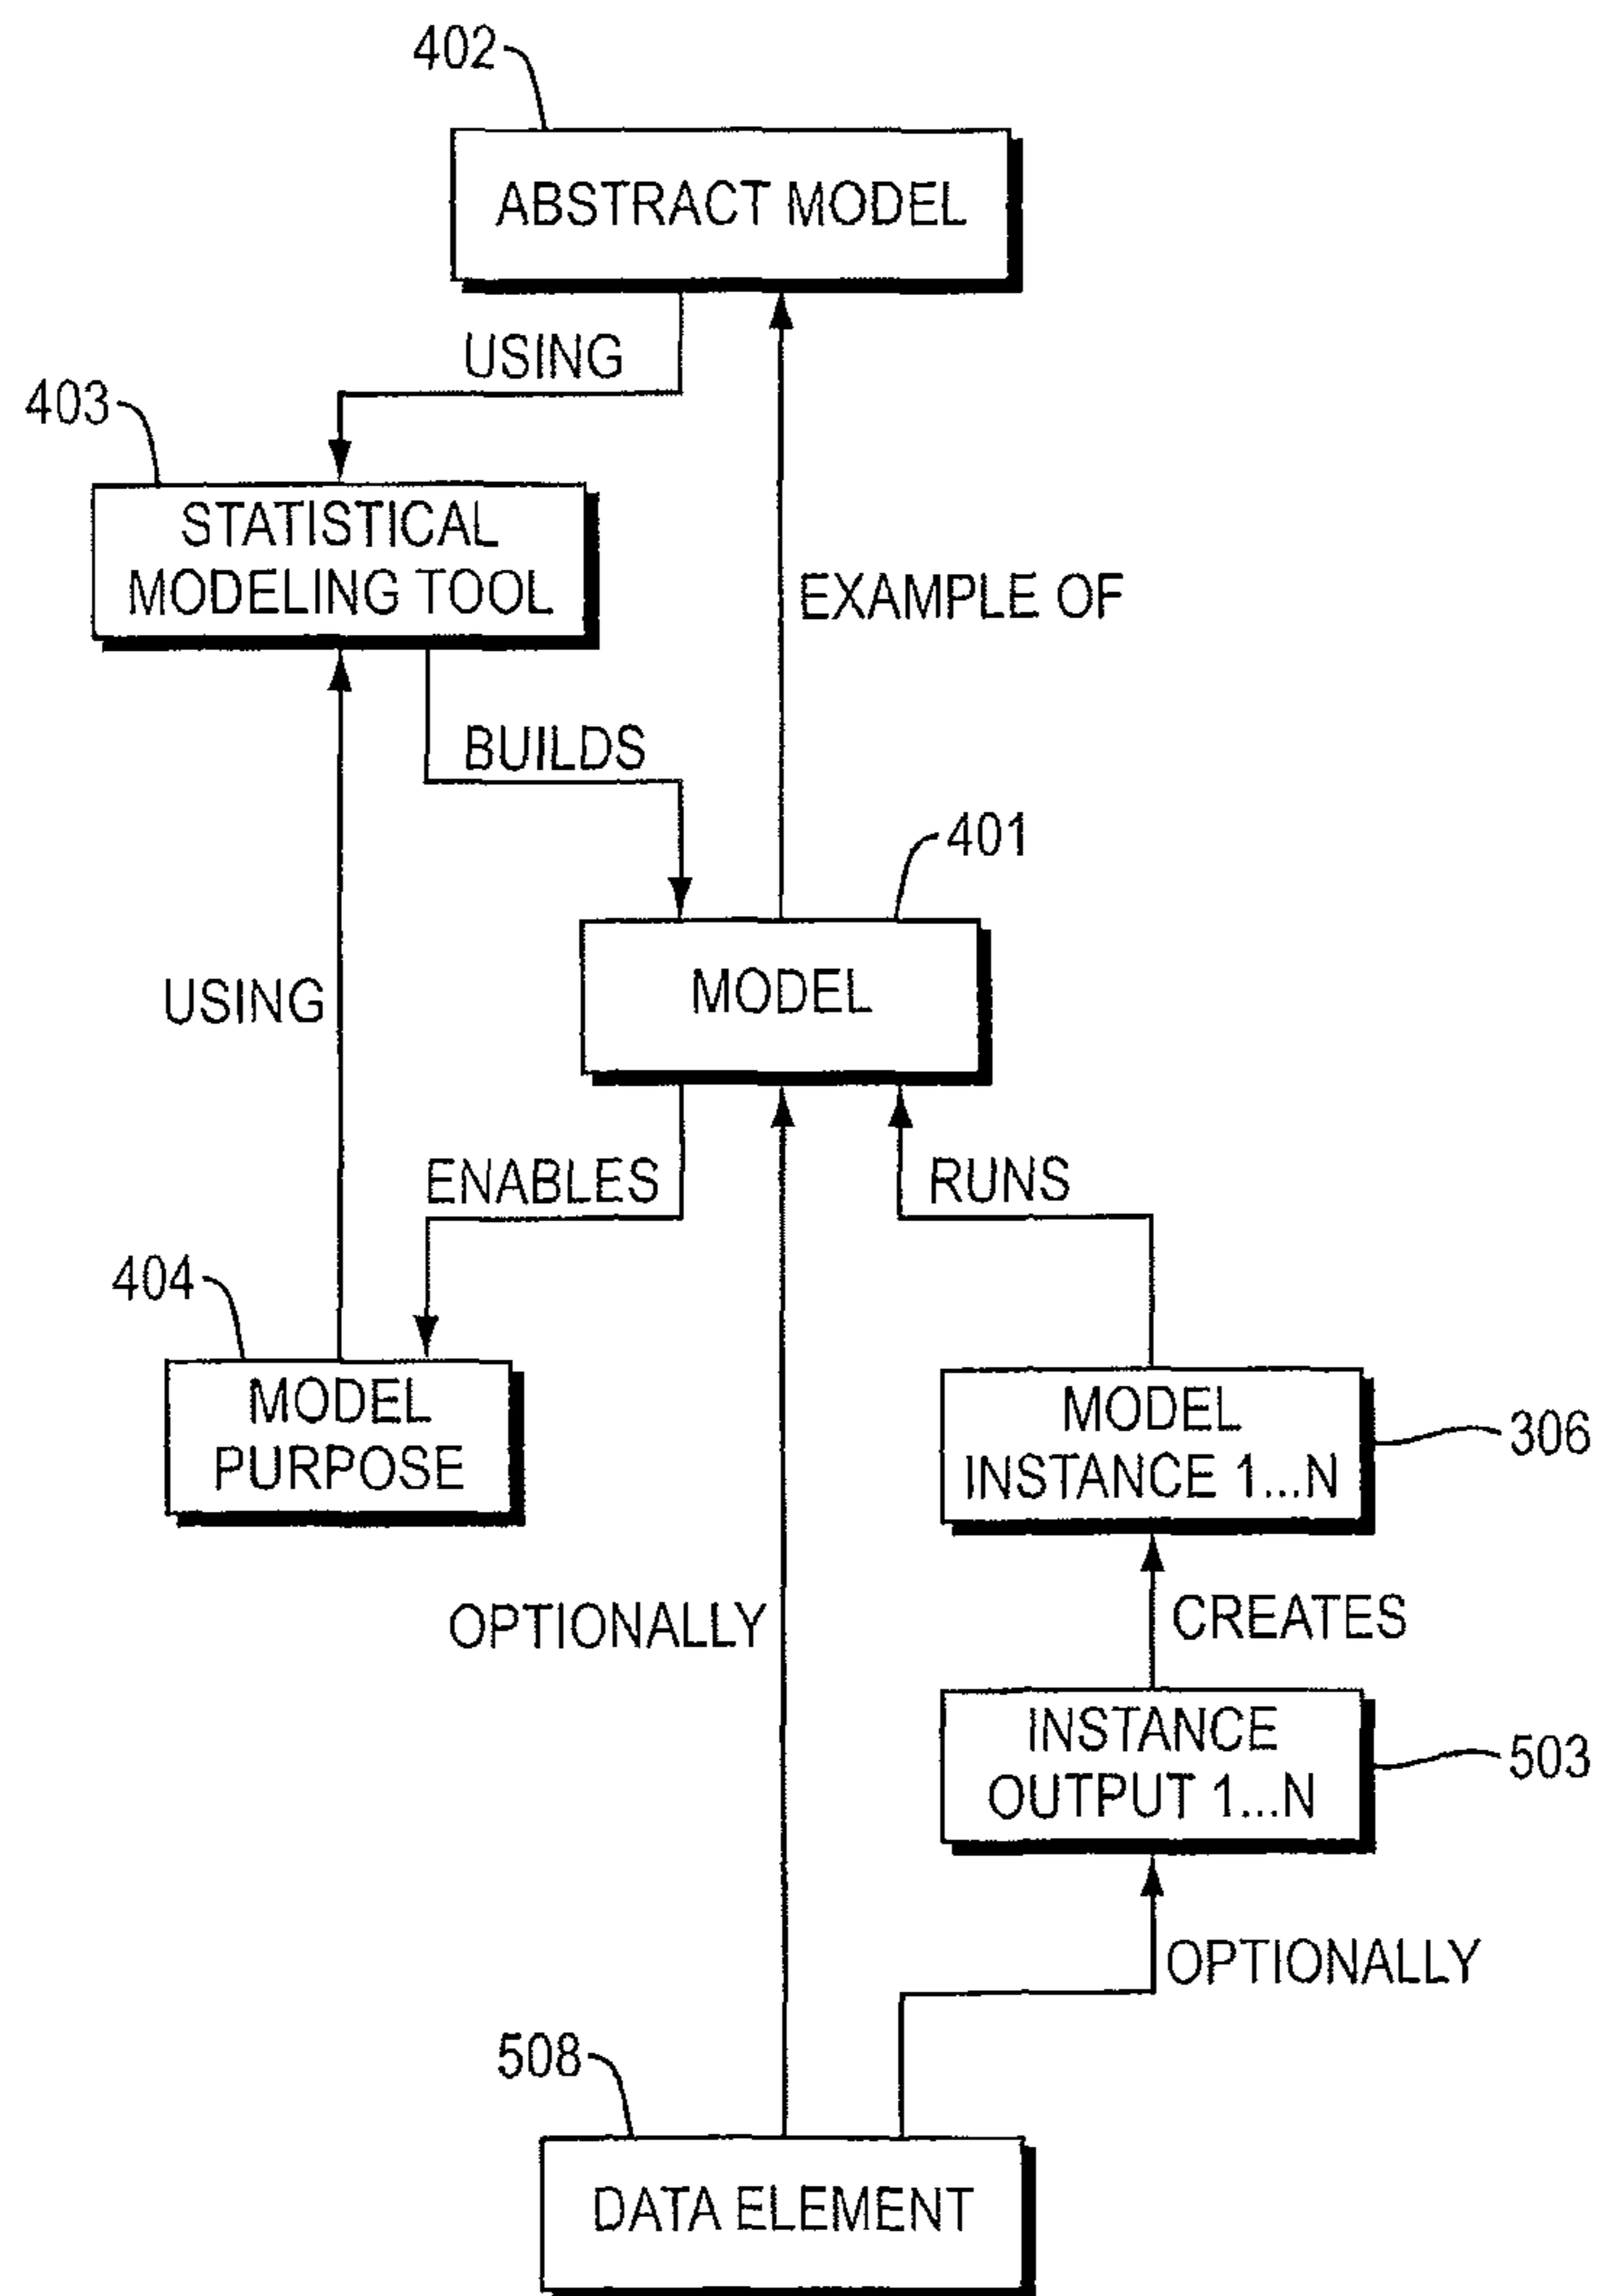 402
ABSTRACT MODEL
USING
403
STATISTICAL
MODELING TOOL
EXAMPLE OF
BUILDS
401
MODEL
USING
ENABLES
RUNS
404
MODEL
PURPOSE
MODEL
INSTANCE 1...N
306
OPTIONALLY
CREATES
INSTANCE
OUTPUT 1...N
503
OPTIONALLY
508
DATA ELEMENT